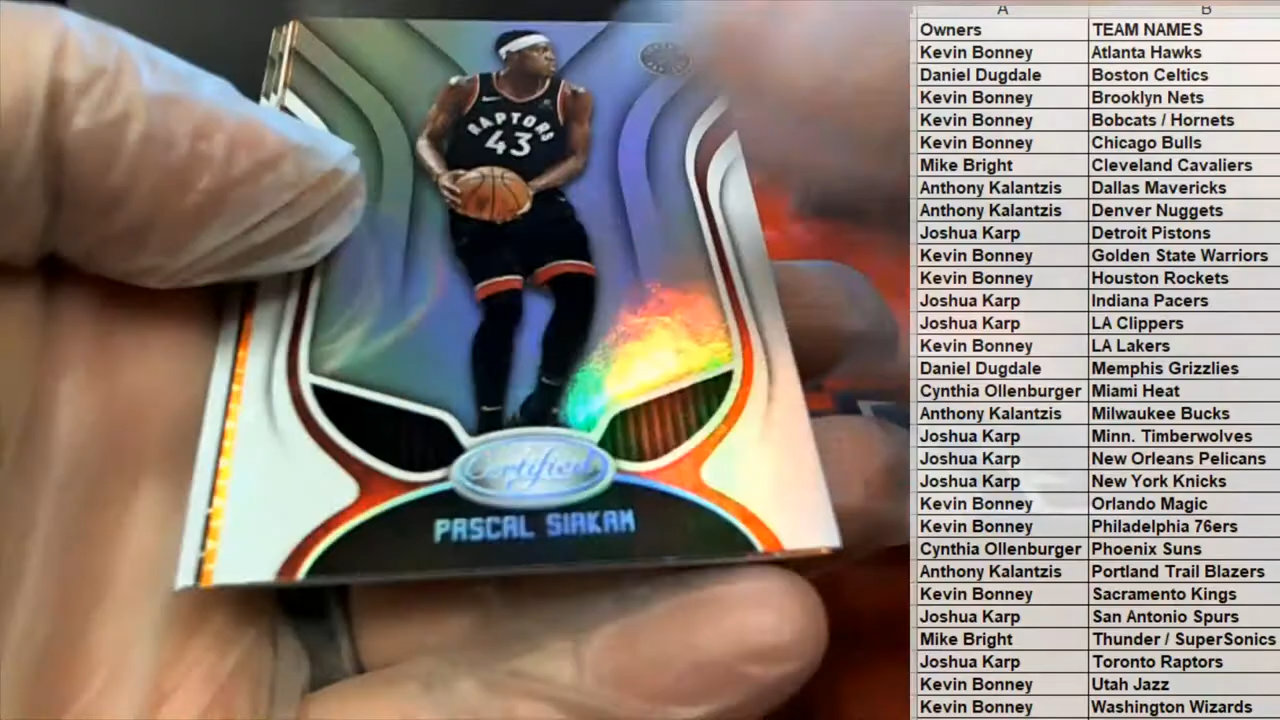 RAPTORS
43
Certified
PASCAL SIAKAM
A B
Owners TEAM NAMES
Kevin Bonney Atlanta Hawks
Daniel Dugdale Boston Celtics
Kevin Bonney Brooklyn Nets
Kevin Bonney Bobcats / Hornets
Kevin Bonney Chicago Bulls
Mike Bright Cleveland Cavaliers
Anthony Kalantzis Dallas Mavericks
Anthony Kalantzis Denver Nuggets
Joshua Karp Detroit Pistons
Kevin Bonney Golden State Warriors
Kevin Bonney Houston Rockets
Joshua Karp Indiana Pacers
Joshua Karp LA Clippers
Kevin Bonney LA Lakers
Daniel Dugdale Memphis Grizzlies
Cynthia Ollenburger Miami Heat
Anthony Kalantzis Milwaukee Bucks
Joshua Karp Minn. Timberwolves
Joshua Karp New Orleans Pelicans
Joshua Karp New York Knicks
Kevin Bonney Orlando Magic
Kevin Bonney Philadelphia 76ers
Cynthia Ollenburger Phoenix Suns
Anthony Kalantzis Portland Trail Blazers
Kevin Bonney Sacramento Kings
Joshua Karp San Antonio Spurs
Mike Bright Thunder / SuperSonics
Joshua Karp Toronto Raptors
Kevin Bonney Utah Jazz
Kevin Bonney Washington Wizards